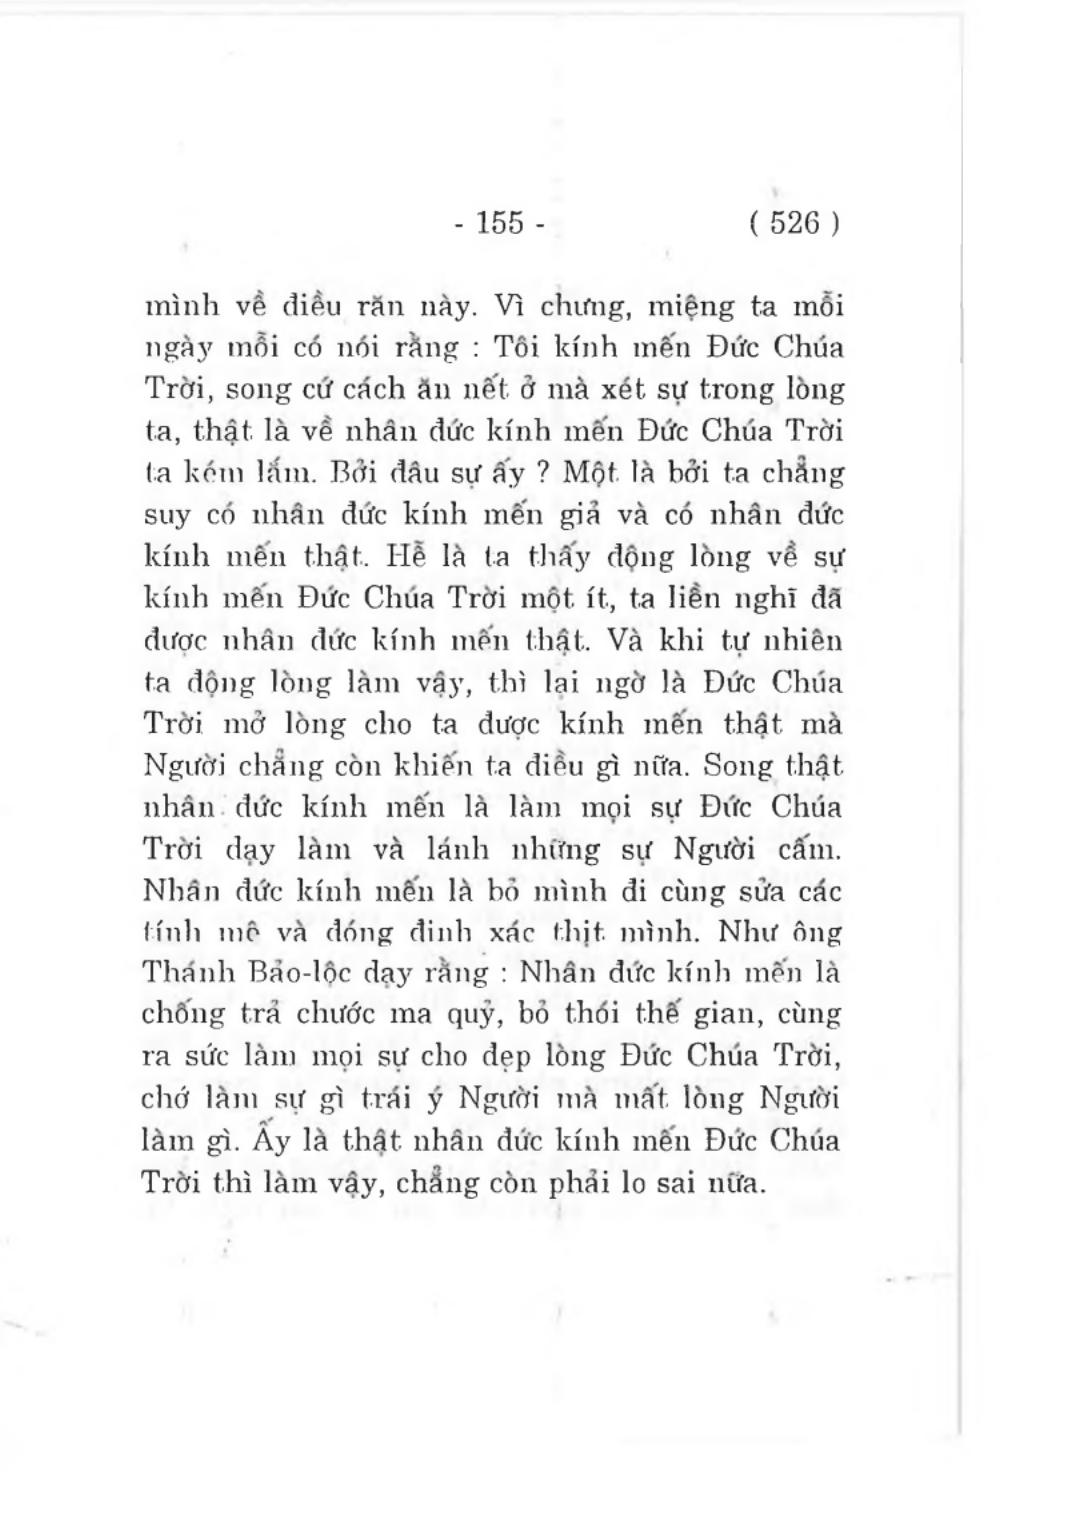 - 155 - ( 526 )
mình về điều răn này. Vì chưng, miệng ta mỗi
ngày mỗi có nói rằng : Tôi kính mến Đức Chúa
Trời, song cứ cách ăn nết ở mà xét sự trong lòng
ta, thật là về nhân đức kính mến Đức Chúa Trời
ta kém lắm. Bởi đâu sự ấy ? Một là bởi ta chẳng
suy có nhân đức kính mến giả và có nhân đức
kính mến thật. Hễ là ta thấy động lòng về sự
kính mến Đức Chúa Trời một ít, ta liền nghĩ đã
được nhân đức kính mến thật. Và khi tự nhiên
ta động lòng làm vậy, thì lại ngờ là Đức Chúa
Trời mở lòng cho ta được kính mến thật mà
Người chẳng còn khiến ta điều gì nữa. Song thật
nhân đức kính mến là làm mọi sự Đức Chúa
Trời dạy làm và lánh những sự Người cấm.
Nhân đức kính mến là bỏ mình đi cùng sửa các
tính mê và đóng đinh xác thịt mình. Như ông
Thánh Bảo-lộc dạy rằng : Nhân đức kính mến là
chống trả chước ma quỷ, bỏ thói thế gian, cùng
ra sức làm mọi sự cho đẹp lòng Đức Chúa Trời,
chớ làm sự gì trái ý Người mà mất lòng Người
làm gì. Ấy là thật nhân đức kính mến Đức Chúa
Trời thì làm vậy, chẳng còn phải lo sai nữa.